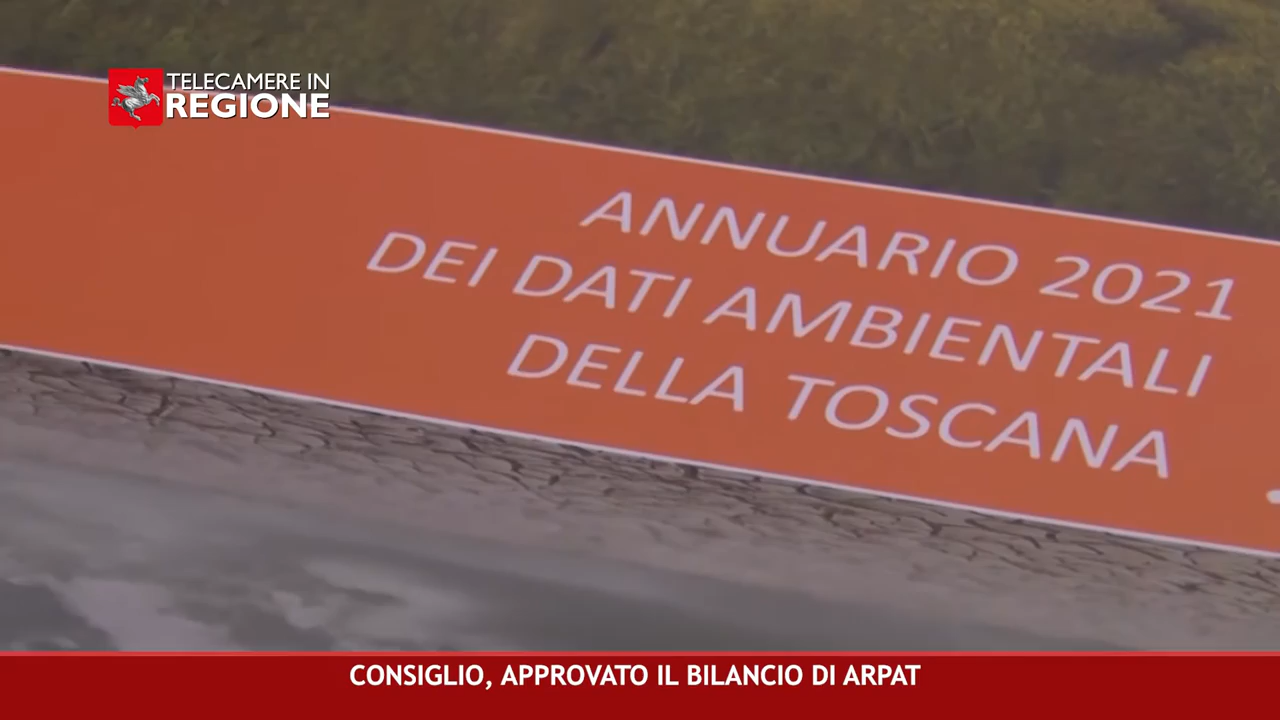 TELECAMERE IN
REGIONE
ANNUARIO 2021
DEI DATI AMBIENTALI
DELLA TOSCANA
CONSIGLIO, APPROVATO IL BILANCIO DI ARPAT